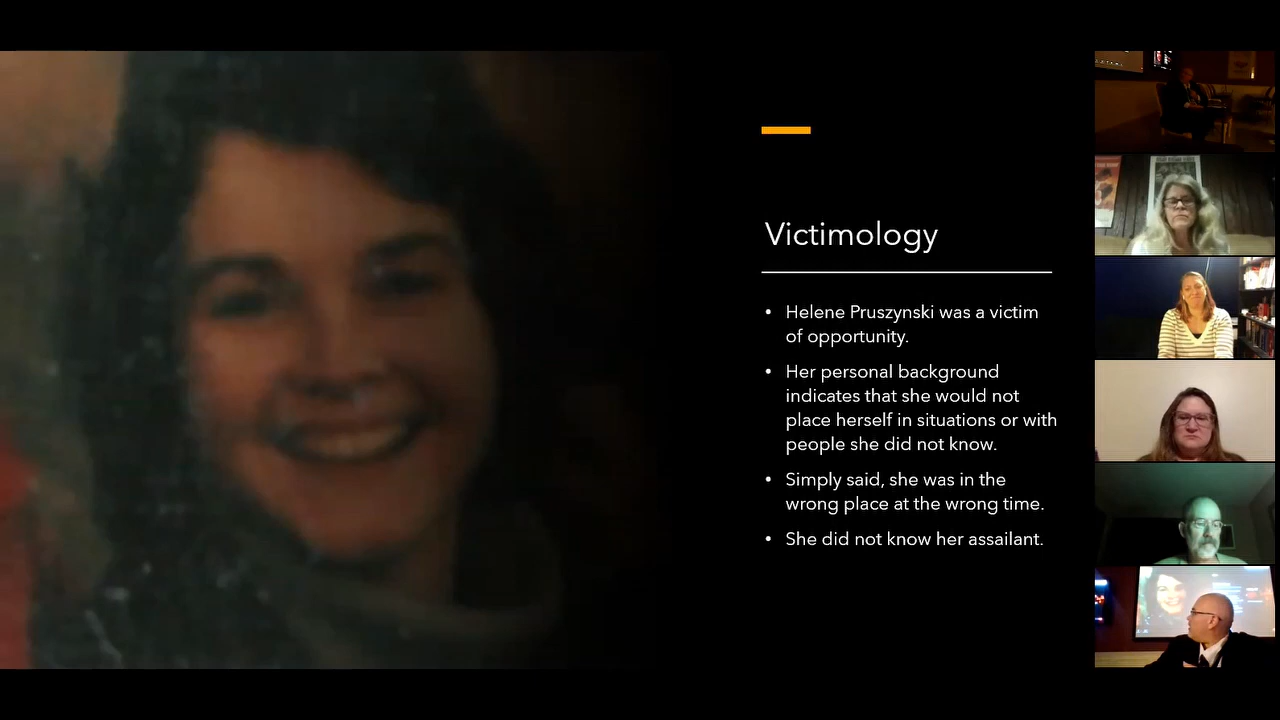 Victimology
• Helene Pruszynski was a victim
of opportunity.
• Her personal background
indicates that she would not
place herself in situations or with
people she did not know.
• Simply said, she was in the
wrong place at the wrong time.
• She did not know her assailant.